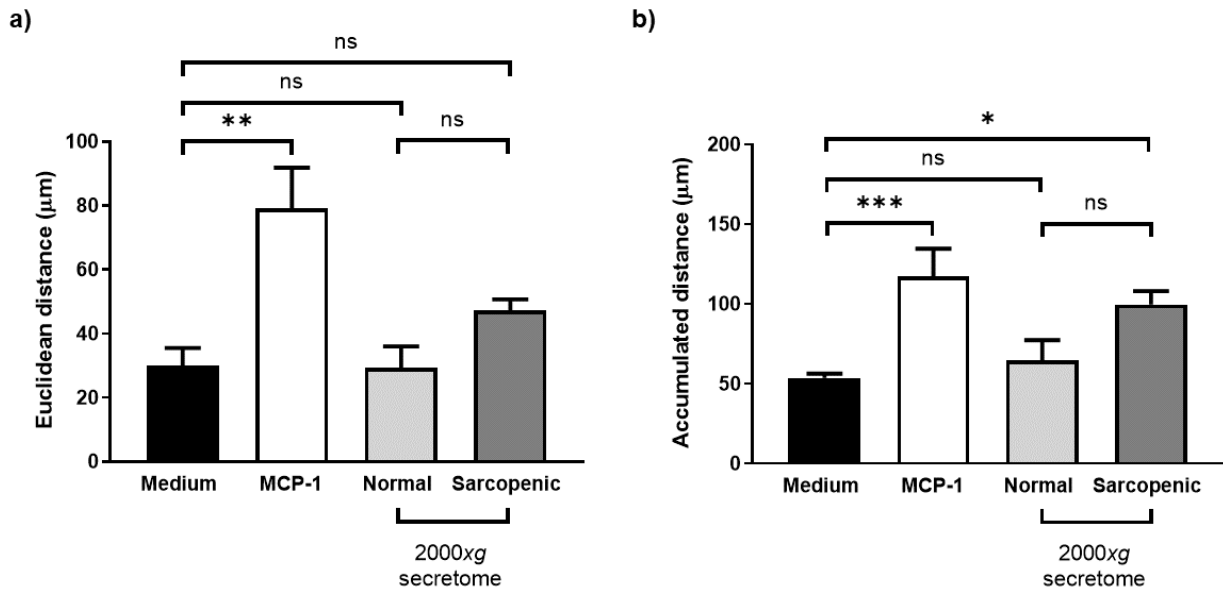 a)
ns
ns
** ns
Euclidean distance (μm)
100
80
60
40
20
0
Medium MCP-1 Normal Sarcopenic
2000xg
secretome
b)
*
ns
*** ns
Accumulated distance (μm)
200
150
100
50
0
Medium MCP-1 Normal Sarcopenic
2000xg
secretome